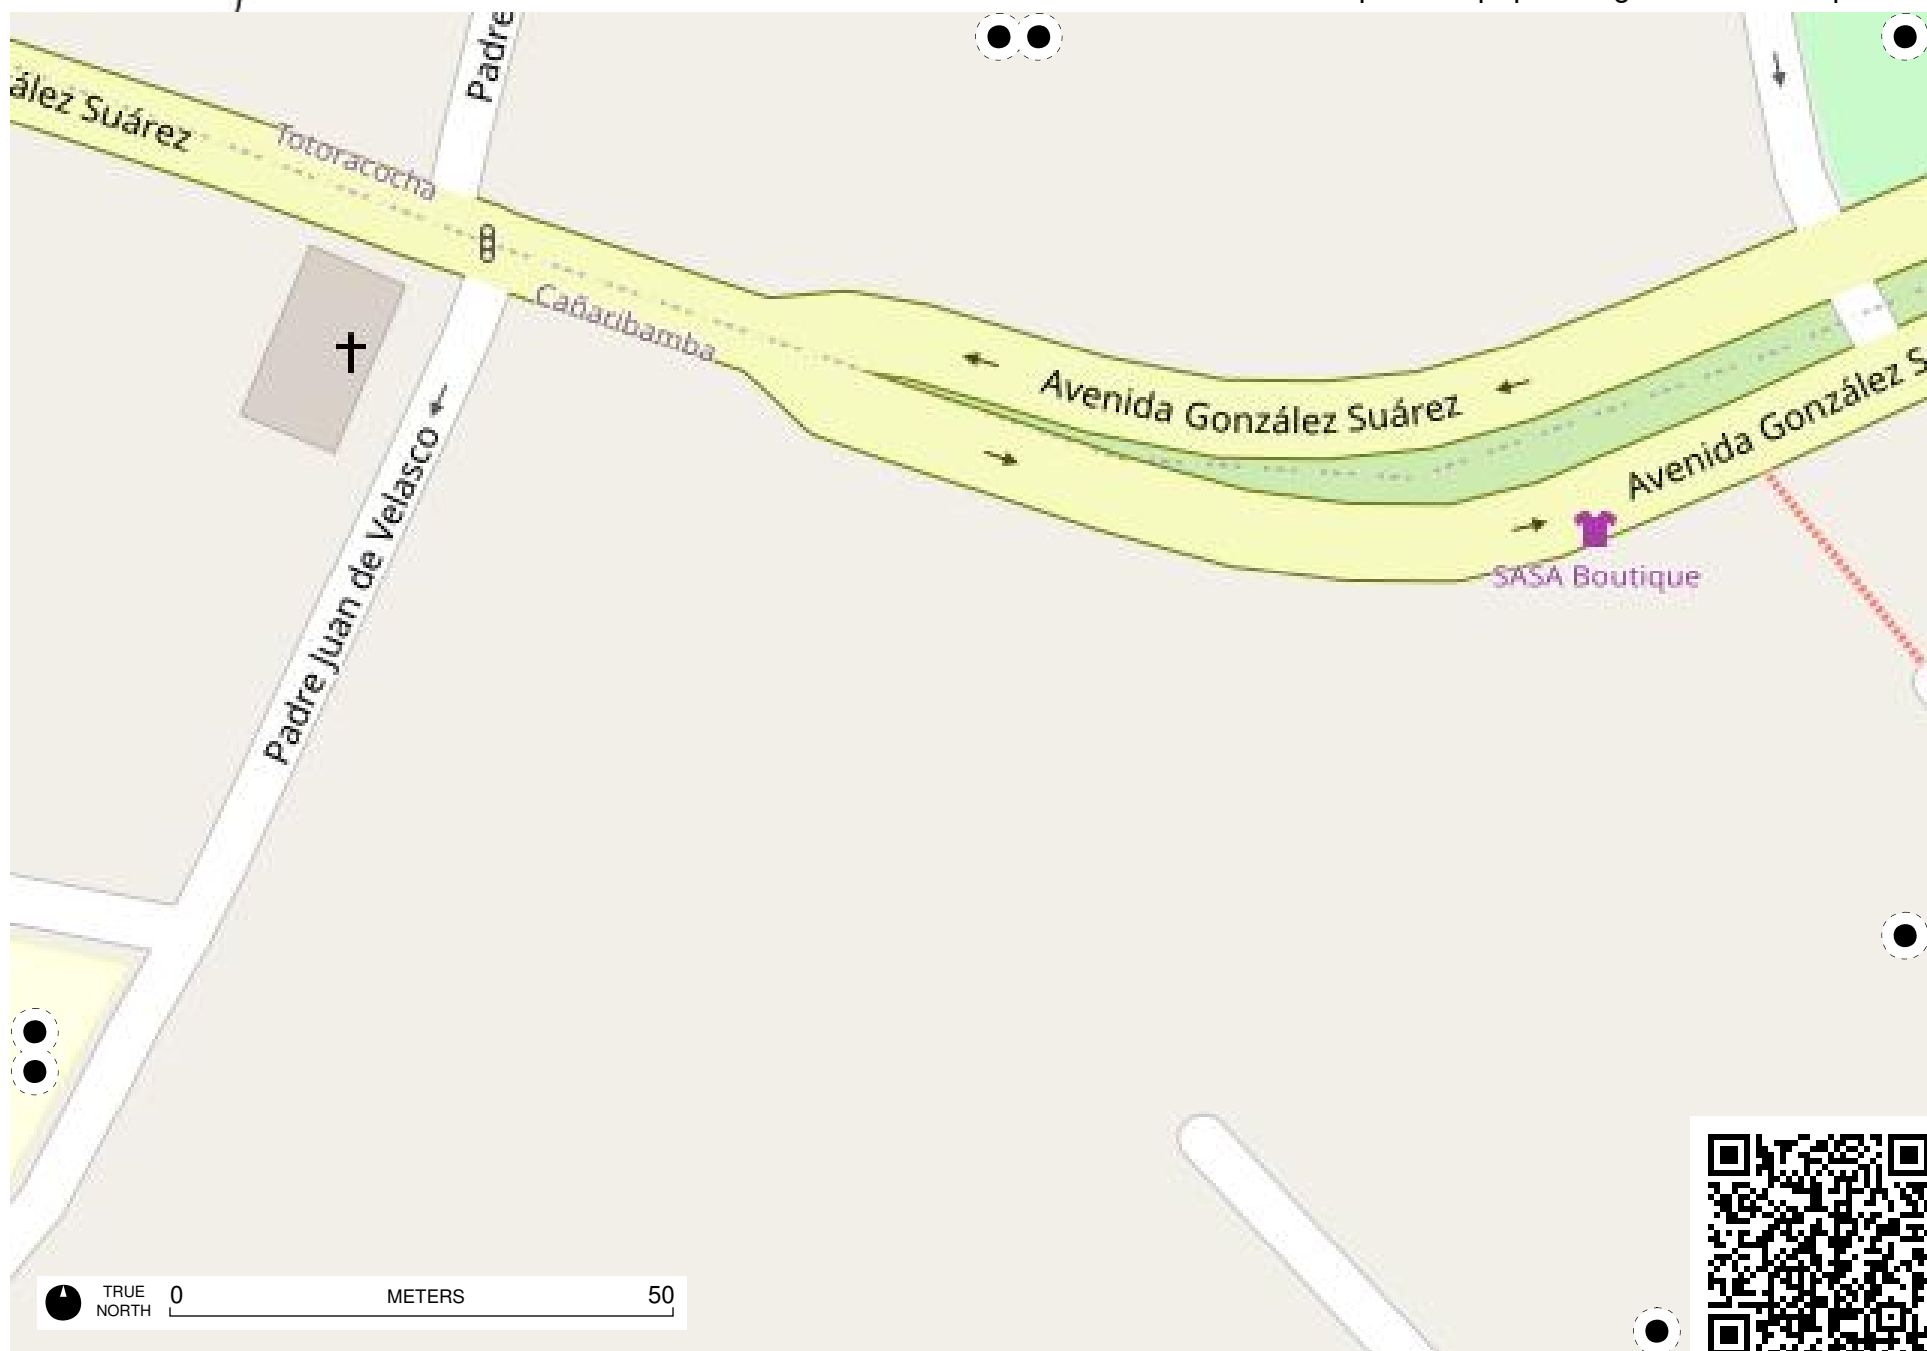 Padre
ález Suárez
Totoracocha
Cañaribamba
Avenida González Suárez
Avenida González S
SASA Boutique
Padre Juan de Velasco
TRUE
NORTH
0
METERS
50